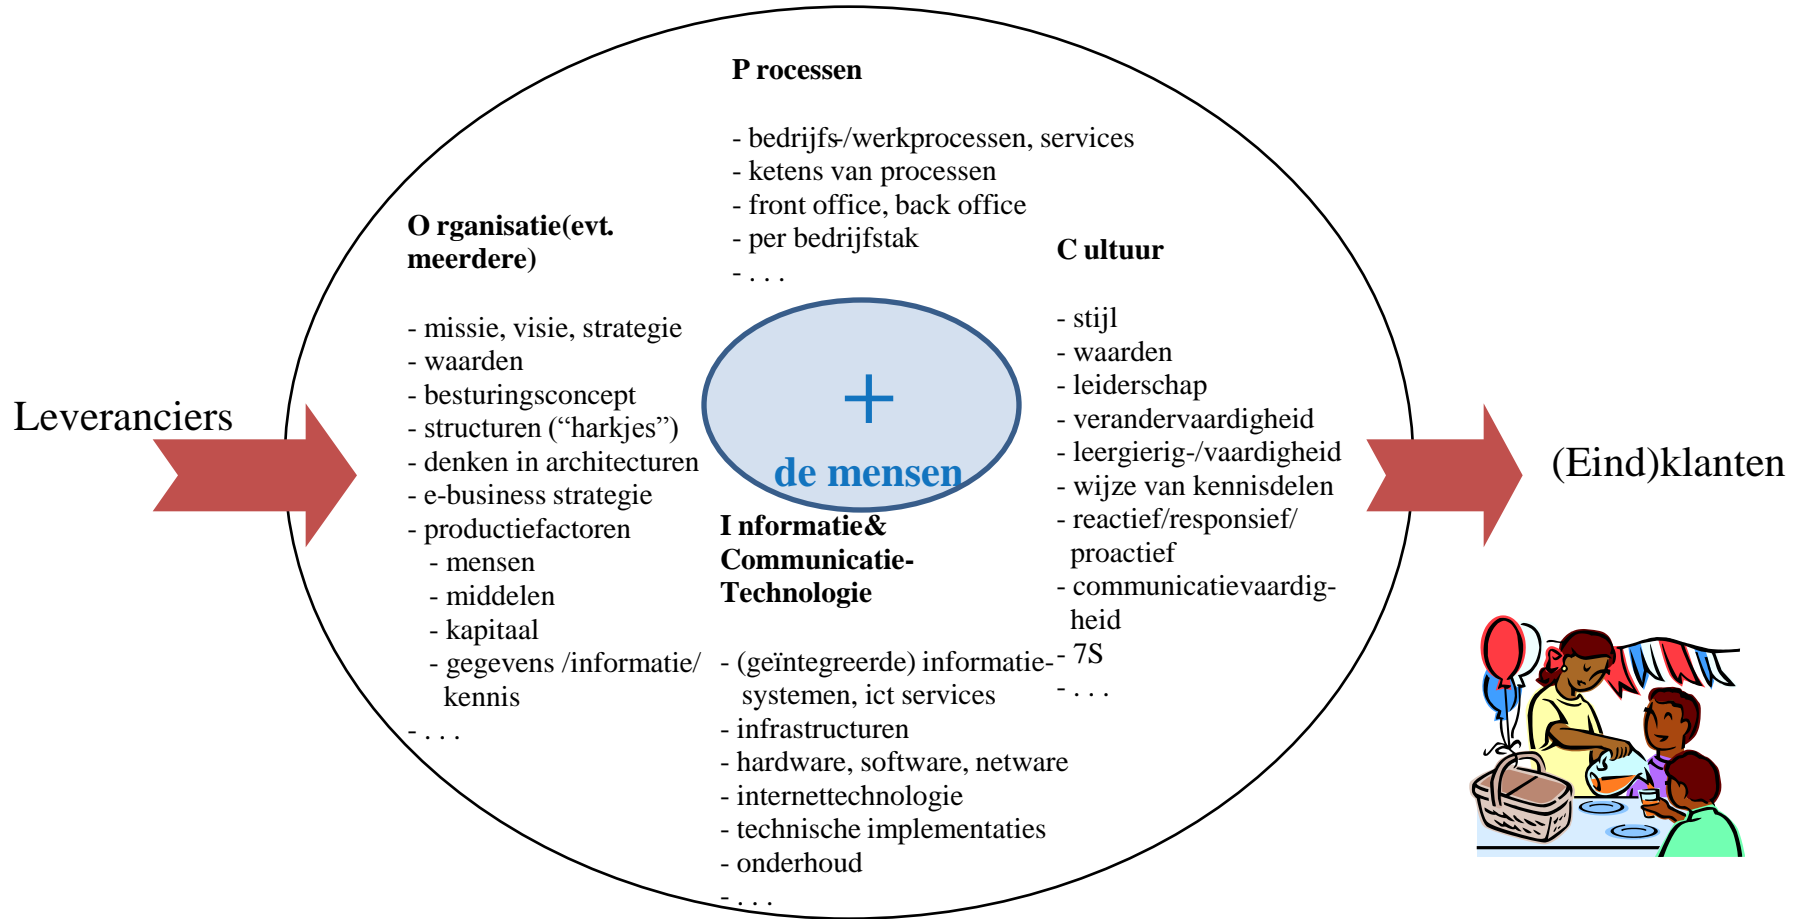 Leveranciers
O rganisatie(evt.
meerdere)
- missie, visie, strategie
- waarden
- besturingsconcept
- structuren (“harkjes”)
- denken in architecturen
- e-business strategie
- productiefactoren
- mensen
- middelen
- kapitaal
- gegevens /informatie/
kennis
- . . .
P rocessen
- bedrijfs-/werkprocessen, services
- ketens van processen
- front office, back office
- per bedrijfstak
- . . .
+
de mensen
I nformatie&
Communicatie-
Technologie
- (geïntegreerde) informatie-
systemen, ict services
- infrastructuren
- hardware, software, netware
- internettechnologie
- technische implementaties
- onderhoud
- . . .
C ultuur
- stijl
- waarden
- leiderschap
- verandervaardigheid
- leergierig-/vaardigheid
- wijze van kennisdelen
- reactief/responsief/
proactief
- communicatievaardig-
heid
- 7S
- . . .
(Eind)klanten